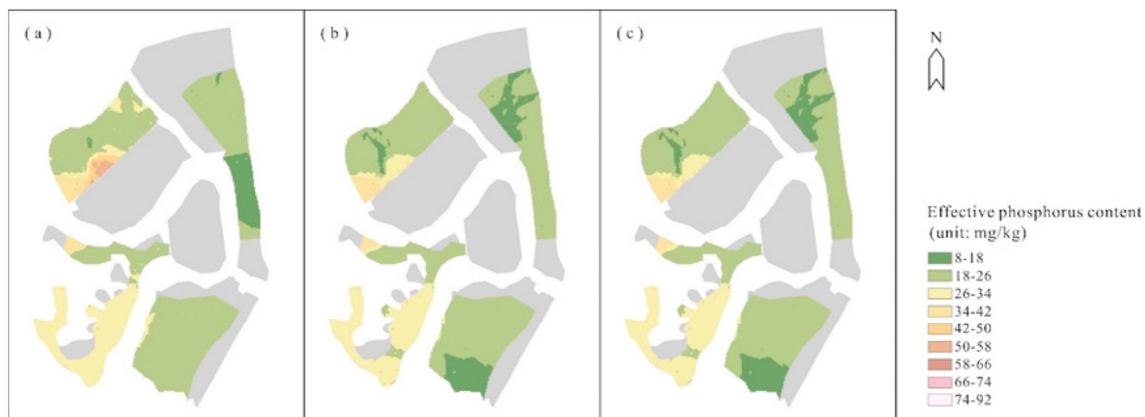 (a)
(b)
(c)
N
Effective phosphorus content
(unit: mg/kg)
8-18
18-26
26-34
34-42
42-50
50-58
58-66
66-74
74-92